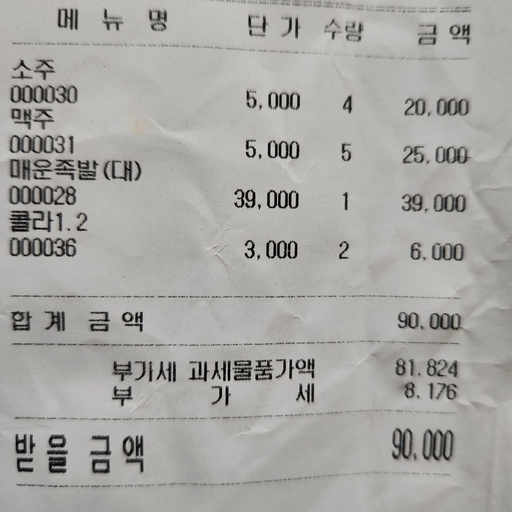 메 뉴 명 단 가 수량 금 액
소주
000030 5,000 4 20,000
맥주
000031 5,000 5 25,000
매운족발(대)
000028 39,000 1 39,000
콜라1.2
000036 3,000 2 6,000
합 계 금 액 90,000
부가세 과세물품가액 81.824
부 가 세 8.176
받 을 금 액 90,000